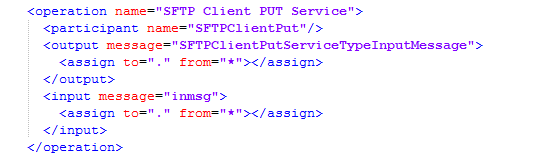 <operation name="SFTP Client PUT Service">
<participant name="SFTPClientPut"/>
<output message="SFTPClientPutServiceTypeInputMessage">
<assign to="." from="*"></assign>
</output>
<input message="inmsg">
<assign to="." from="*"></assign>
</input>
</operation>